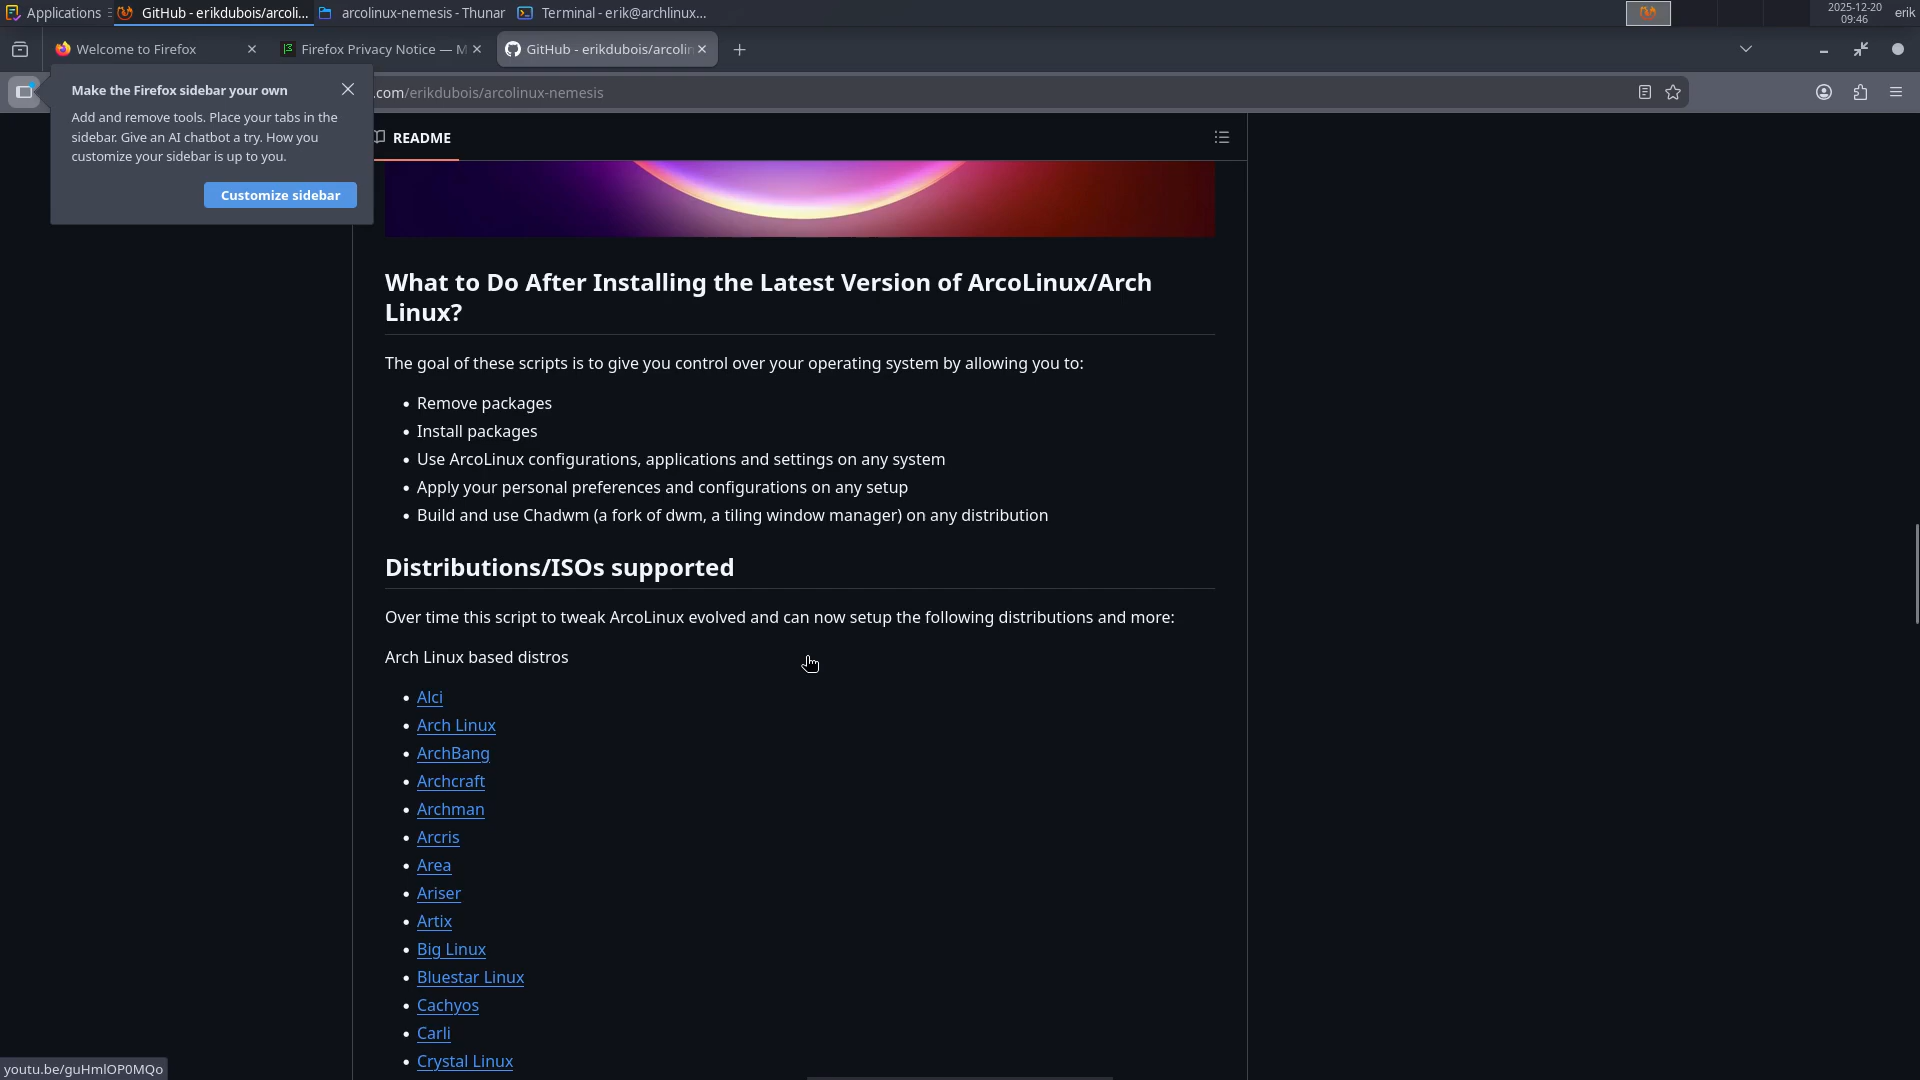 Applications
GitHub - erikdubois/arcoli...
arcolinux-nemesis - Thunar
Terminal - erik@archlinux...
2025-12-20
09:46
erik
Welcome to Firefox
Firefox Privacy Notice — M
GitHub - erikdubois/arcolin
Make the Firefox sidebar your own
Add and remove tools. Place your tabs in the
sidebar. Give an AI chatbot a try. How you
customize your sidebar is up to you.
Customize sidebar
.com/erikdubois/arcolinux-nemesis
README
What to Do After Installing the Latest Version of ArcoLinux/Arch
Linux?
The goal of these scripts is to give you control over your operating system by allowing you to:
• Remove packages
• Install packages
• Use ArcoLinux configurations, applications and settings on any system
• Apply your personal preferences and configurations on any setup
• Build and use Chadwm (a fork of dwm, a tiling window manager) on any distribution
Distributions/ISOs supported
Over time this script to tweak ArcoLinux evolved and can now setup the following distributions and more:
Arch Linux based distros
• Alci
• Arch Linux
• ArchBang
• Archcraft
• Archman
• Arcris
• Area
• Ariser
• Artix
• Big Linux
• Bluestar Linux
• Cachyos
• Carli
• Crystal Linux
youtu.be/guHmlOP0MQo